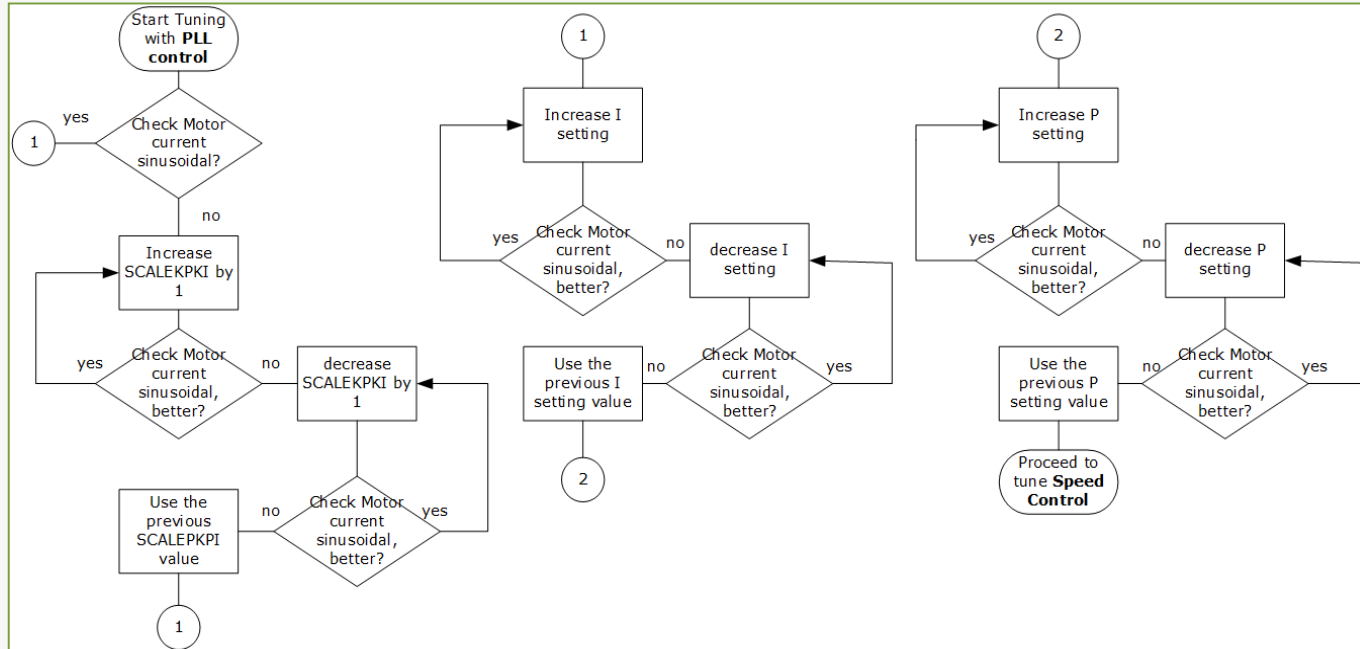 Start Tuning
with PLL
control
yes
1
Check Motor
current
sinusoidal?
no
Increase
SCALEKPKI by
1
yes
Check Motor
current
sinusoidal,
better?
no
decrease
SCALEKPKI by
1
Use the
previous
SCALEPKPI
value
no
Check Motor
current
sinusoidal,
better?
yes
1
1
Increase I
setting
yes
Check Motor
current
sinusoidal,
better?
no
decrease I
setting
Use the
previous I
setting value
no
Check Motor
current
sinusoidal,
better?
yes
2
2
Increase P
setting
yes
Check Motor
current
sinusoidal,
better?
no
decrease P
setting
Use the
previous P
setting value
no
Check Motor
current
sinusoidal,
better?
yes
Proceed to
tune Speed
Control